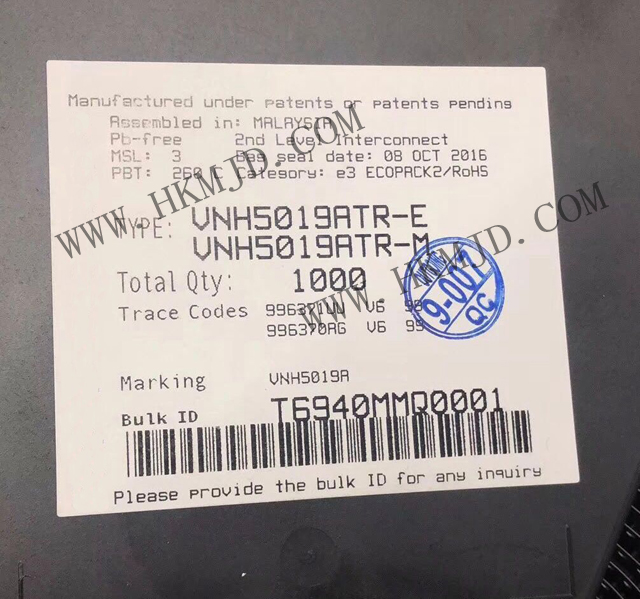 Manufactured under patents or patents pending
Assembled in: MALAYSIA
Pb-free 2nd Level Interconnect
MSL: 3 Bag seal date: 08 OCT 2016
PBT: 260 C Category: e3 ECOPACK2/RoHS
TYPE: VNH5019ATR-E
VNH5019ATR-M
Total Qty: 1000
Trace Codes V6
996370AG V6
Marking VNH5019A
Bulk ID T6940MMQ0001
Please provide the bulk ID for any inquiry
9-007
QC
WWW.HKMJD.COM
WWW.HKMJD.COM